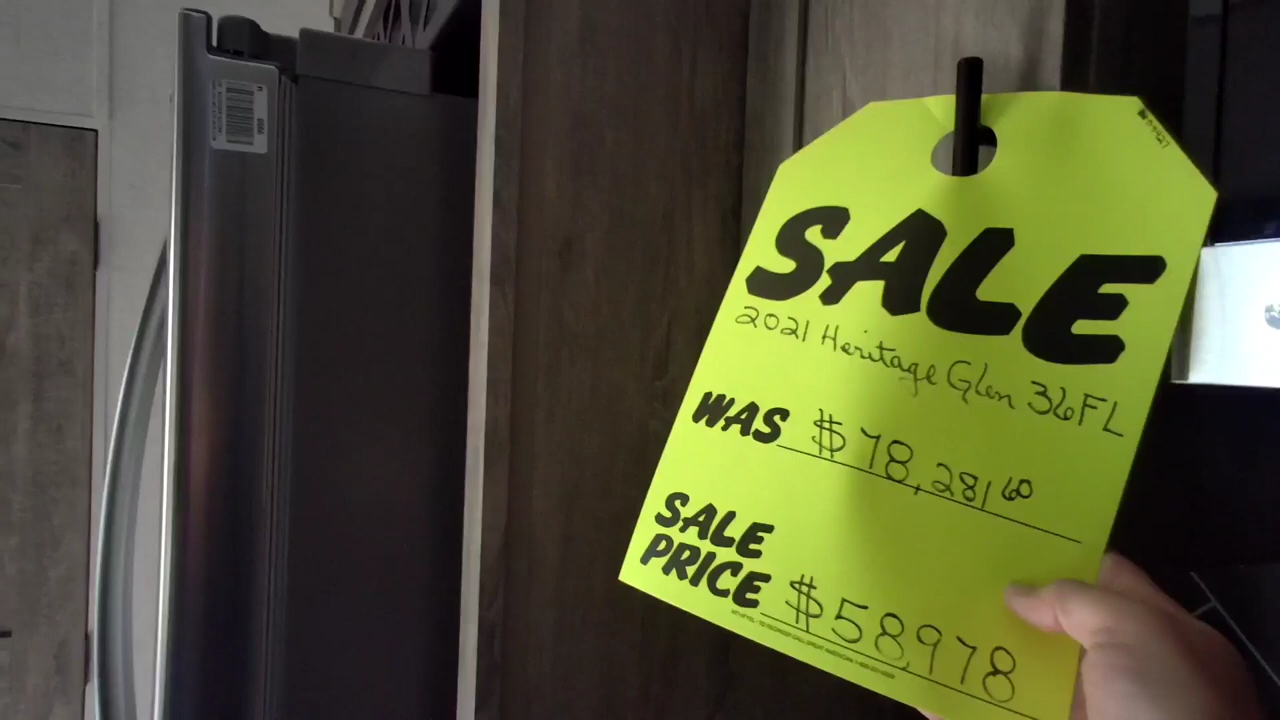 SALE
2021 Heritage Glen 36FL
WAS $78,281.60
SALE
PRICE $58,978